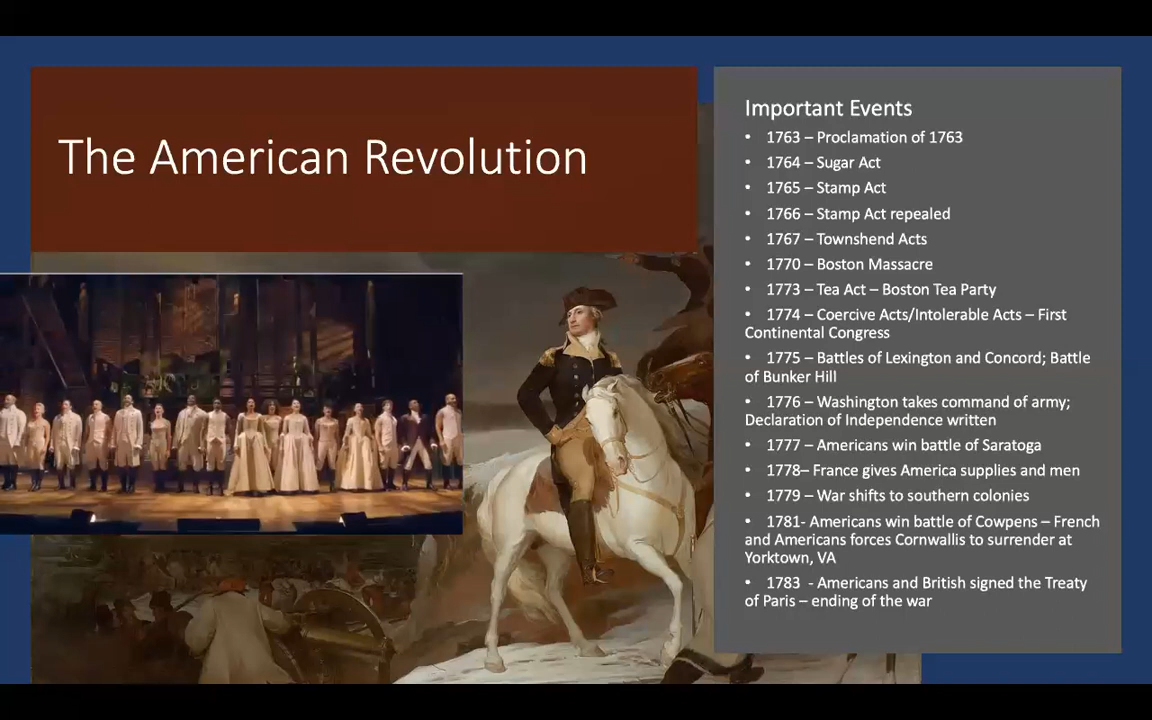 The American Revolution
Important Events
• 1763 – Proclamation of 1763
• 1764 – Sugar Act
• 1765 – Stamp Act
• 1766 – Stamp Act repealed
• 1767 – Townshend Acts
• 1770 – Boston Massacre
• 1773 – Tea Act – Boston Tea Party
• 1774 – Coercive Acts/Intolerable Acts – First
Continental Congress
• 1775 – Battles of Lexington and Concord; Battle
of Bunker Hill
• 1776 – Washington takes command of army;
Declaration of Independence written
• 1777 – Americans win battle of Saratoga
• 1778– France gives America supplies and men
• 1779 – War shifts to southern colonies
• 1781- Americans win battle of Cowpens – French
and Americans forces Cornwallis to surrender at
Yorktown, VA
• 1783 - Americans and British signed the Treaty
of Paris – ending of the war